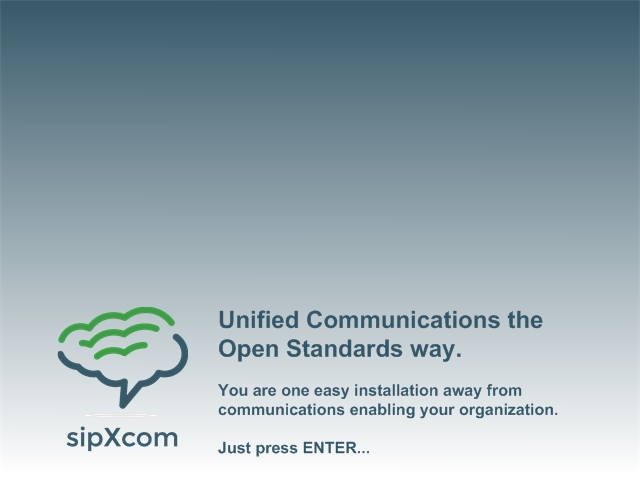 Unified Communications the
Open Standards way.
You are one easy installation away from
communications enabling your organization.
Just press ENTER...
sipXcom